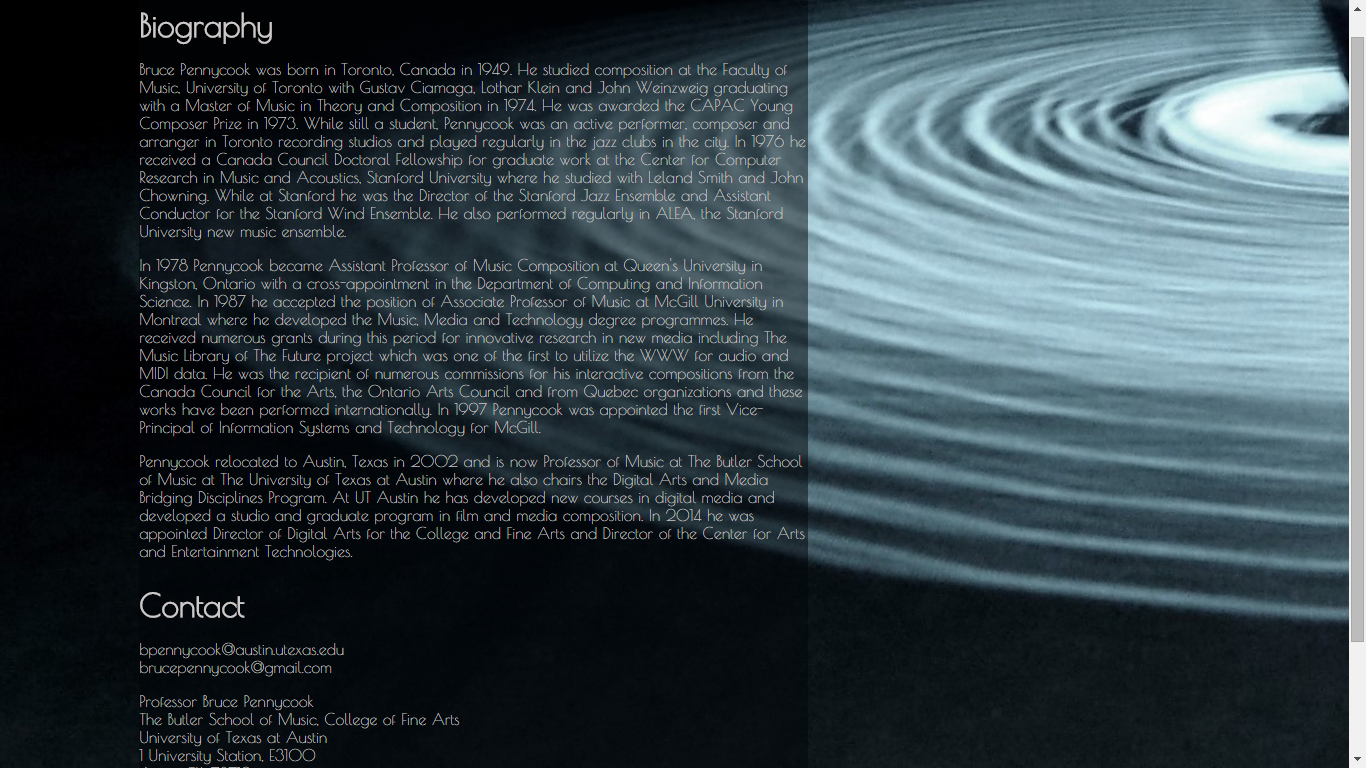 Biography
Bruce Pennycook was born in Toronto, Canada in 1949. He studied composition at the Faculty of
Music, University of Toronto with Gustav Ciamaga, Lothar Klein and John Weinzweig graduating
with a Master of Music in Theory and Composition in 1974. He was awarded the CAPAC Young
Composer Prize in 1973. While still a student, Pennycook was an active performer, composer and
arranger in Toronto recording studios and played regularly in the jazz clubs in the city. In 1976 he
received a Canada Council Doctoral Fellowship for graduate work at the Center for Computer
Research in Music and Acoustics, Stanford University where he studied with Leland Smith and John
Chowning. While at Stanford he was the Director of the Stanford Jazz Ensemble and Assistant
Conductor for the Stanford Wind Ensemble. He also performed regularly in ALEA, the Stanford
University new music ensemble.
In 1978 Pennycook became Assistant Professor of Music Composition at Queen's University in
Kingston, Ontario with a cross-appointment in the Department of Computing and Information
Science. In 1987 he accepted the position of Associate Professor of Music at McGill University in
Montreal where he developed the Music, Media and Technology degree programmes. He
received numerous grants during this period for innovative research in new media including The
Music Library of The Future project which was one of the first to utilize the WWW for audio and
MIDI data. He was the recipient of numerous commissions for his interactive compositions from the
Canada Council for the Arts, the Ontario Arts Council and from Quebec organizations and these
works have been performed internationally. In 1997 Pennycook was appointed the first Vice-
Principal of Information Systems and Technology for McGill.
Pennycook relocated to Austin, Texas in 2002 and is now Professor of Music at The Butler School
of Music at The University of Texas at Austin where he also chairs the Digital Arts and Media
Bridging Disciplines Program. At UT Austin he has developed new courses in digital media and
developed a studio and graduate program in film and media composition. In 2014 he was
appointed Director of Digital Arts for the College and Fine Arts and Director of the Center for Arts
and Entertainment Technologies.
Contact
bpennycook@austin.utexas.edu
brucepennycook@gmail.com
Professor Bruce Pennycook
The Butler School of Music, College of Fine Arts
University of Texas at Austin
1 University Station, E3100